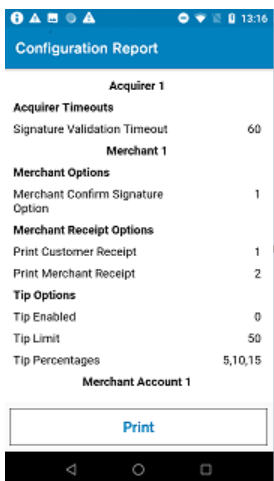 13:16
Configuration Report
Acquirer 1
Acquirer Timeouts
Signature Validation Timeout 60
Merchant 1
Merchant Options
Merchant Confirm Signature 1
Option
Merchant Receipt Options
Print Customer Receipt 1
Print Merchant Receipt 2
Tip Options
Tip Enabled 0
Tip Limit 50
Tip Percentages 5,10,15
Merchant Account 1
Print